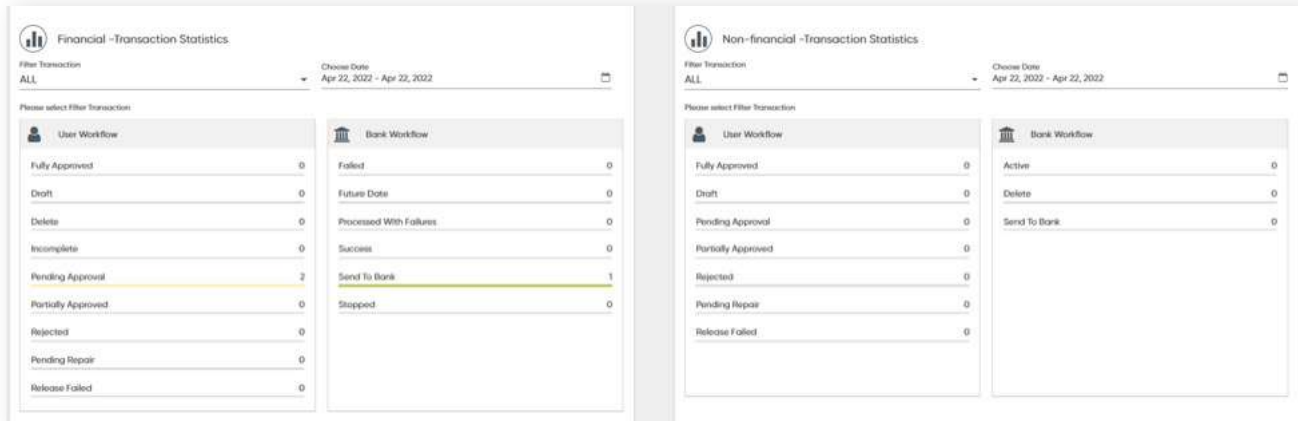 Financial -Transaction Statistics
Filter Transaction
ALL
Choose Date
Apr 22, 2022 - Apr 22, 2022
Please select Filter Transaction
User Workflow
Fully Approved 0
Draft 0
Delete 0
Incomplete 0
Pending Approval 2
Partially Approved 0
Rejected 0
Pending Repair 0
Release Failed 0
Bank Workflow
Failed 0
Future Date 0
Processed With Failures 0
Success 0
Send To Bank 1
Stopped 0
Non-financial -Transaction Statistics
Filter Transaction
ALL
Choose Date
Apr 22, 2022 - Apr 22, 2022
Please select Filter Transaction
User Workflow
Fully Approved 0
Draft 0
Pending Approval 0
Partially Approved 0
Rejected 0
Pending Repair 0
Release Failed 0
Bank Workflow
Active 0
Delete 0
Send To Bank 0